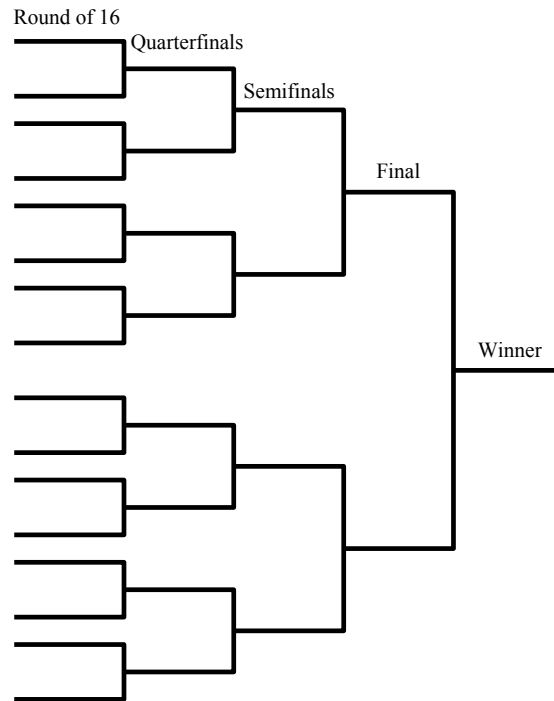 Round of 16
Quarterfinals
Semifinals
Final
Winner